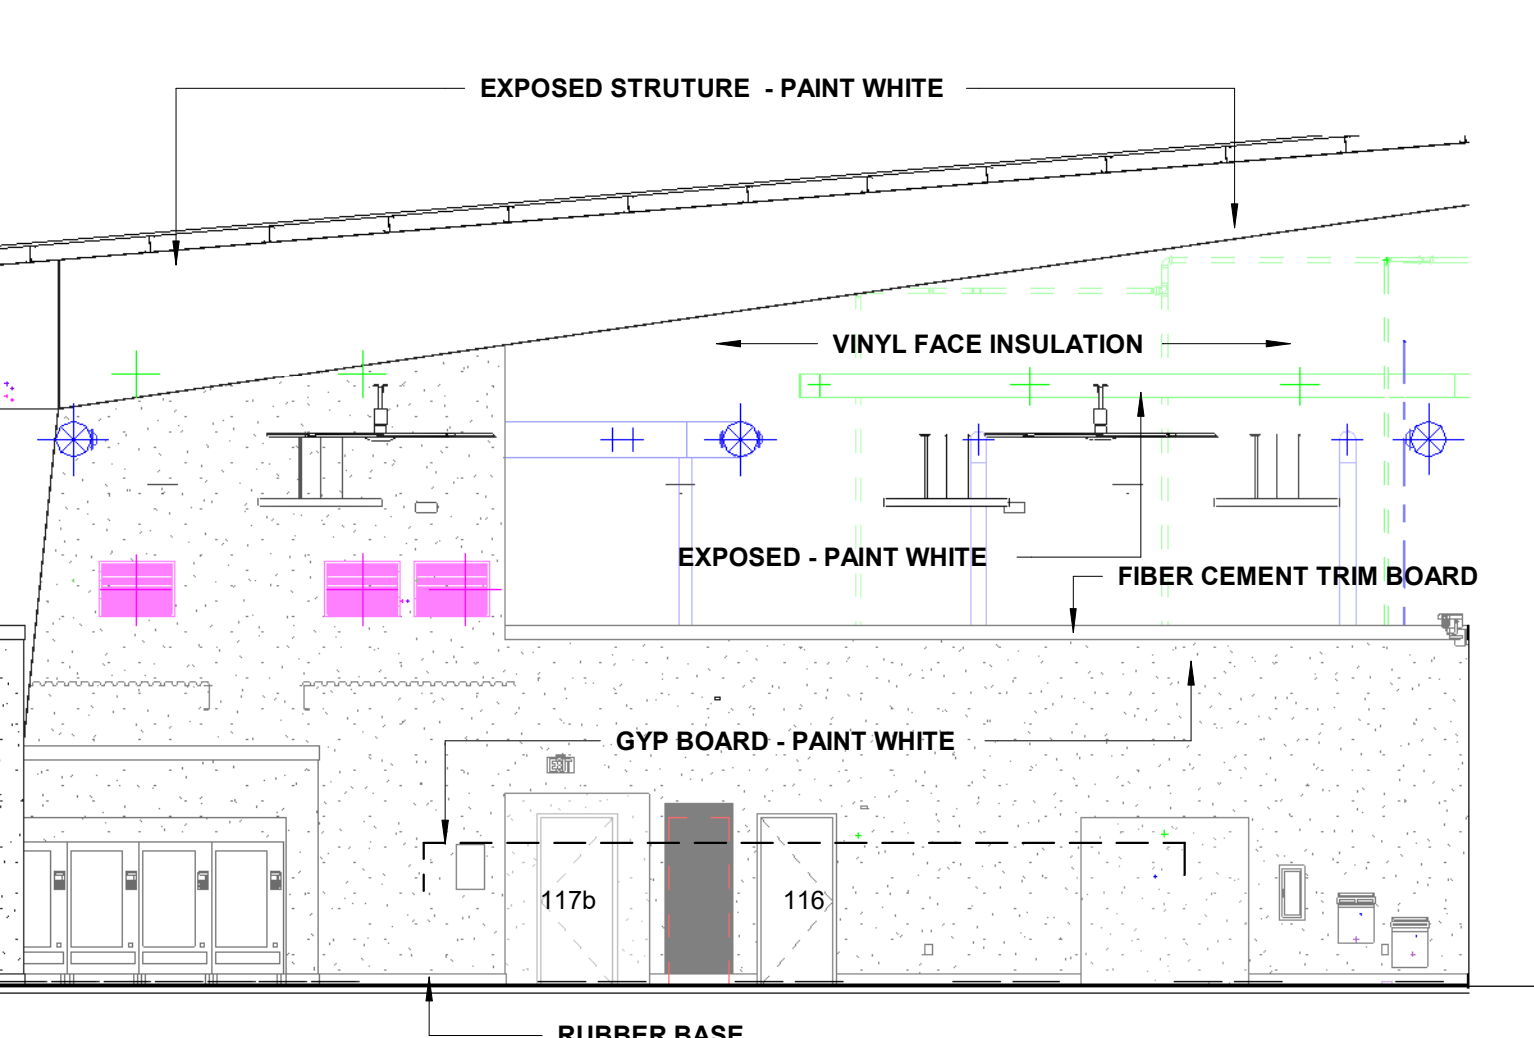 EXPOSED STRUTURE - PAINT WHITE
VINYL FACE INSULATION
EXPOSED - PAINT WHITE
FIBER CEMENT TRIM BOARD
GYP BOARD - PAINT WHITE
EXIT
117b
116
RUBBER BASE